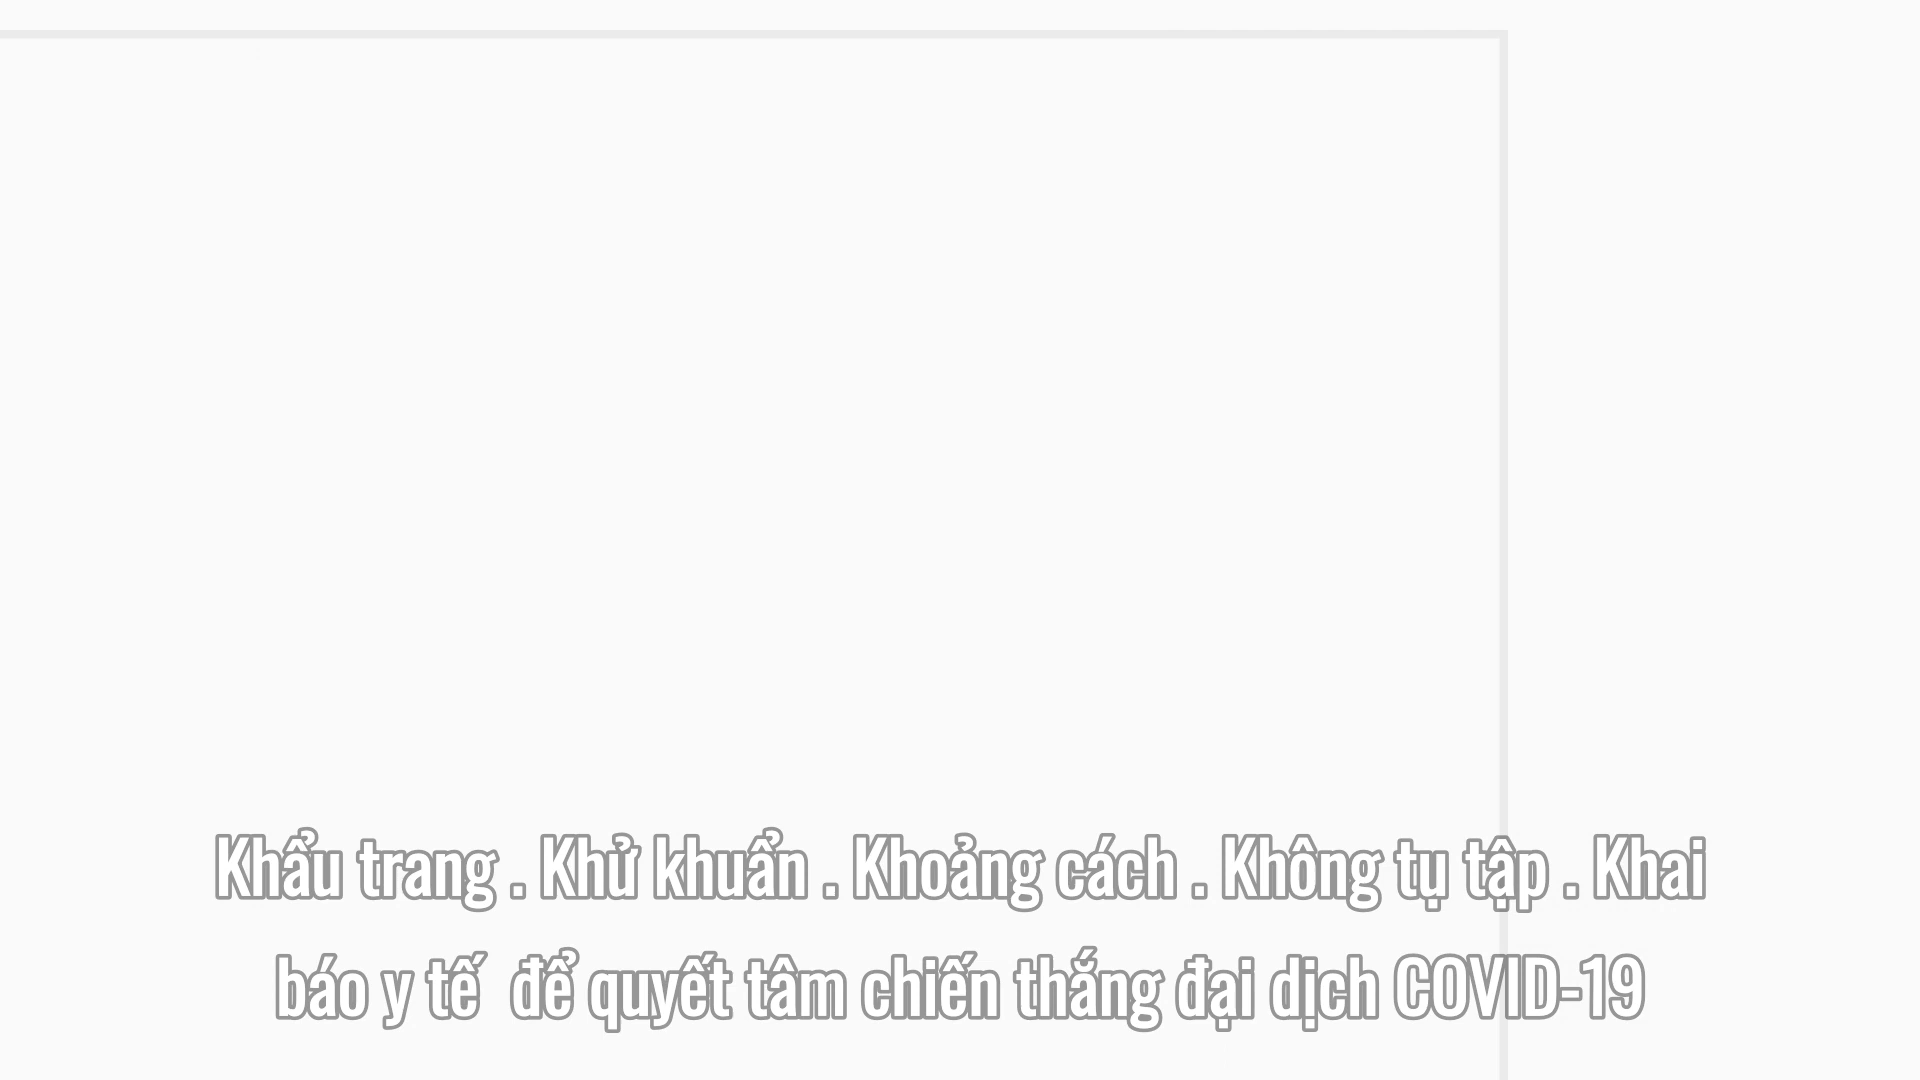 Khẩu trang . Khử khuẩn . Khoảng cách . Không tụ tập . Khai
báo y tế  để quyết tâm chiến thắng đại dịch COVID-19